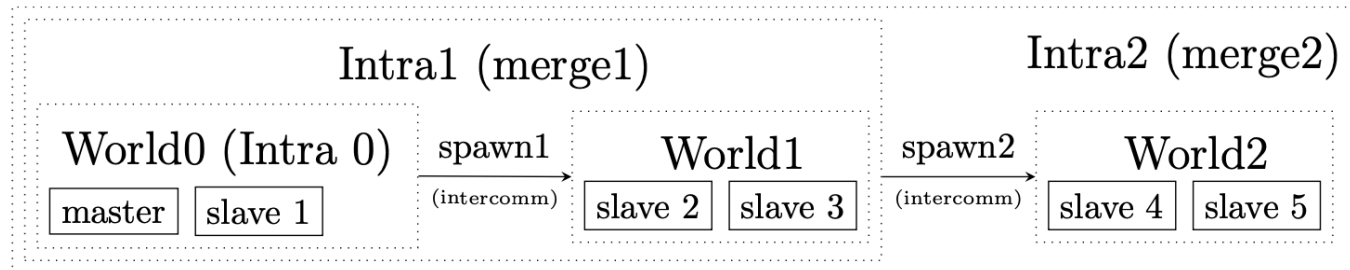 Intra1 (merge1)
Intra2 (merge2)
World0 (Intra 0)
spawn1
World1
spawn2
World2
(intercomm)
(intercomm)
master
slave 1
slave 2
slave 3
slave 4
slave 5